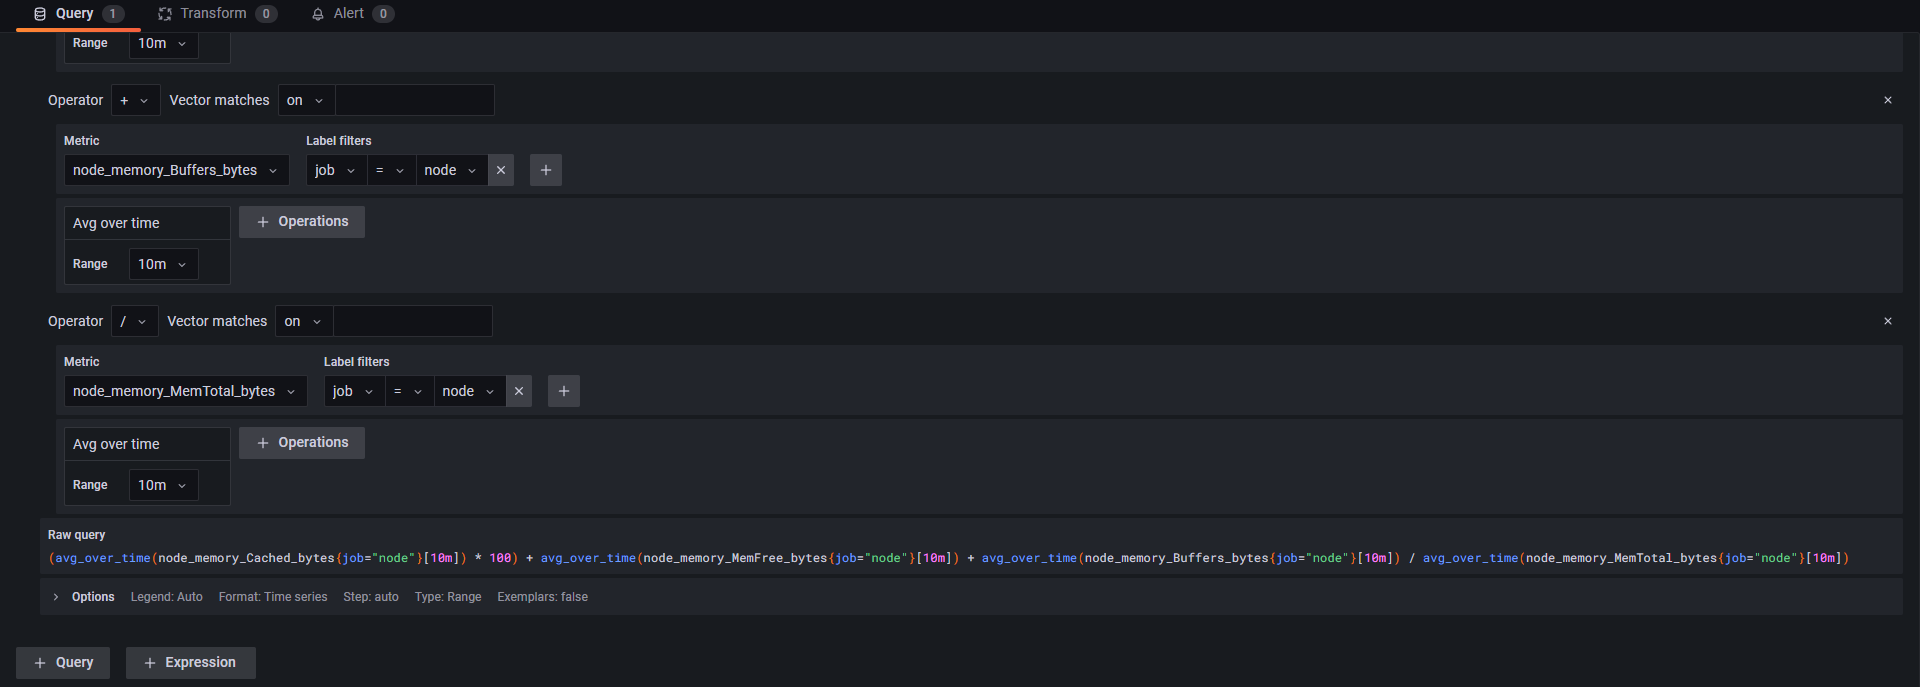 Query 1 Transform 0 Alert 0
Range 10m
Operator + Vector matches on
Metric Label filters
node_memory_Buffers_bytes job = node
Avg over time Operations
Range 10m
Operator / Vector matches on
Metric Label filters
node_memory_MemTotal_bytes job = node
Avg over time Operations
Range 10m
Raw query
(avg_over_time(node_memory_Cached_bytes{job="node"}[10m]) * 100) + avg_over_time(node_memory_MemFree_bytes{job="node"}[10m]) + avg_over_time(node_memory_Buffers_bytes{job="node"}[10m]) / avg_over_time(node_memory_MemTotal_bytes{job="node"}[10m])
Options Legend: Auto Format: Time series Step: auto Type: Range Exemplars: false
+ Query + Expression